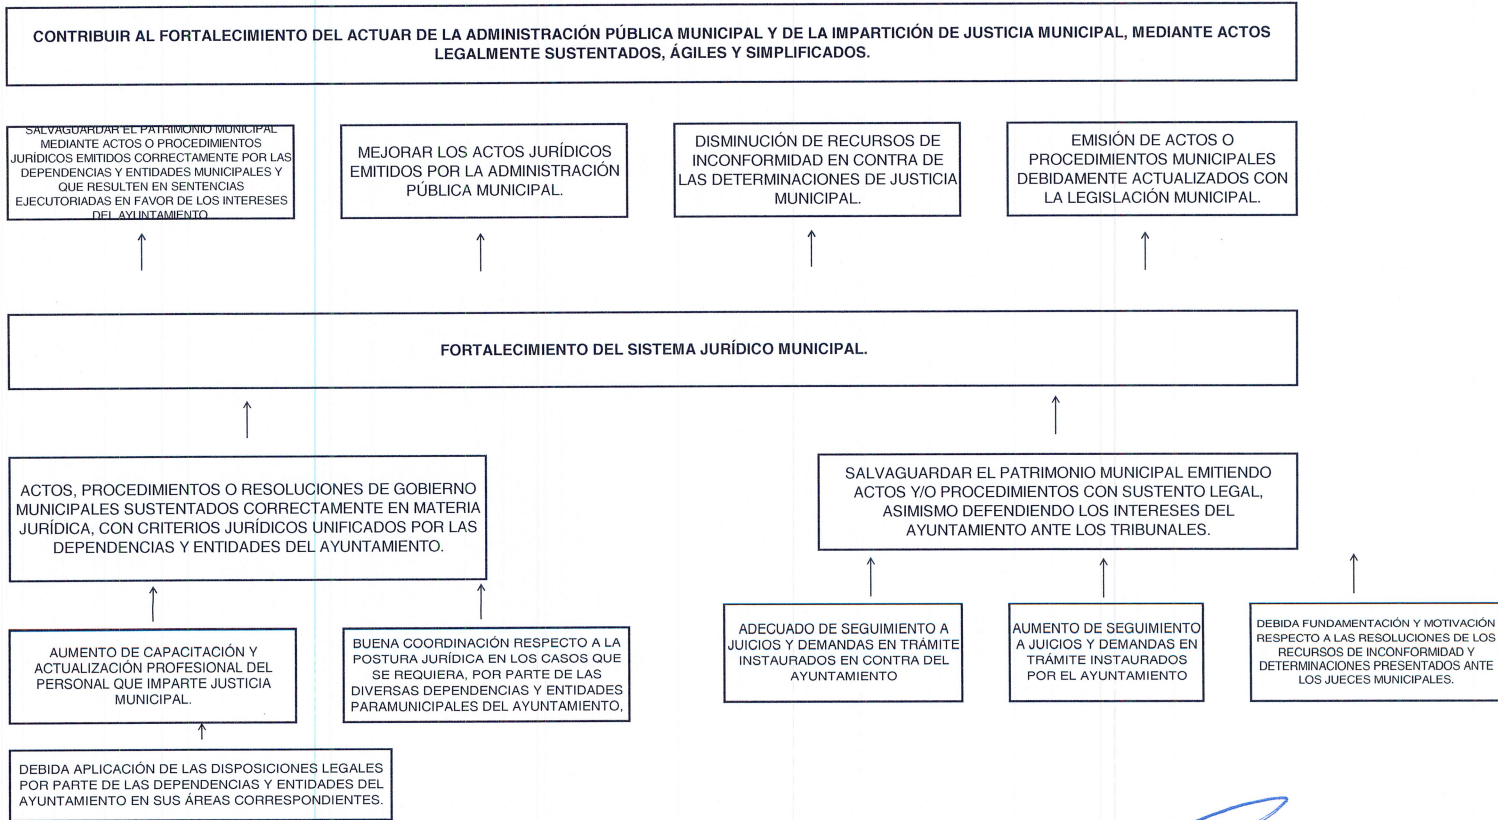 CONTRIBUIR AL FORTALECIMIENTO DEL ACTUAR DE LA ADMINISTRACIÓN PÚBLICA MUNICIPAL Y DE LA IMPARTICIÓN DE JUSTICIA MUNICIPAL, MEDIANTE ACTOS
LEGALMENTE SUSTENTADOS, ÁGILES Y SIMPLIFICADOS.
SALVAGUARDAR EL PATRIMONIO MUNICIPAL
MEDIANTE ACTOS O PROCEDIMIENTOS
JURÍDICOS EMITIDOS CORRECTAMENTE POR LAS
DEPENDENCIAS Y ENTIDADES MUNICIPALES Y
QUE RESULTEN EN SENTENCIAS
EJECUTORIADAS EN FAVOR DE LOS INTERESES
DEL AYUNTAMIENTO
MEJORAR LOS ACTOS JURÍDICOS
EMITIDOS POR LA ADMINISTRACIÓN
PÚBLICA MUNICIPAL.
DISMINUCIÓN DE RECURSOS DE
INCONFORMIDAD EN CONTRA DE
LAS DETERMINACIONES DE JUSTICIA
MUNICIPAL.
EMISIÓN DE ACTOS O
PROCEDIMIENTOS MUNICIPALES
DEBIDAMENTE ACTUALIZADOS CON
LA LEGISLACIÓN MUNICIPAL.
FORTALECIMIENTO DEL SISTEMA JURÍDICO MUNICIPAL.
ACTOS, PROCEDIMIENTOS O RESOLUCIONES DE GOBIERNO
MUNICIPALES SUSTENTADOS CORRECTAMENTE EN MATERIA
JURÍDICA, CON CRITERIOS JURÍDICOS UNIFICADOS POR LAS
DEPENDENCIAS Y ENTIDADES DEL AYUNTAMIENTO.
SALVAGUARDAR EL PATRIMONIO MUNICIPAL EMITIENDO
ACTOS Y/O PROCEDIMIENTOS CON SUSTENTO LEGAL,
ASIMISMO DEFENDIENDO LOS INTERESES DEL
AYUNTAMIENTO ANTE LOS TRIBUNALES.
AUMENTO DE CAPACITACIÓN Y
ACTUALIZACIÓN PROFESIONAL DEL
PERSONAL QUE IMPARTE JUSTICIA
MUNICIPAL.
BUENA COORDINACIÓN RESPECTO A LA
POSTURA JURÍDICA EN LOS CASOS QUE
SE REQUIERA, POR PARTE DE LAS
DIVERSAS DEPENDENCIAS Y ENTIDADES
PARAMUNICIPALES DEL AYUNTAMIENTO,
ADECUADO DE SEGUIMIENTO A
JUICIOS Y DEMANDAS EN TRÁMITE
INSTAURADOS EN CONTRA DEL
AYUNTAMIENTO
AUMENTO DE SEGUIMIENTO
A JUICIOS Y DEMANDAS EN
TRÁMITE INSTAURADOS
POR EL AYUNTAMIENTO
DEBIDA FUNDAMENTACIÓN Y MOTIVACIÓN
RESPECTO A LAS RESOLUCIONES DE LOS
RECURSOS DE INCONFORMIDAD Y
DETERMINACIONES PRESENTADOS ANTE
LOS JUECES MUNICIPALES.
DEBIDA APLICACIÓN DE LAS DISPOSICIONES LEGALES
POR PARTE DE LAS DEPENDENCIAS Y ENTIDADES DEL
AYUNTAMIENTO EN SUS ÁREAS CORRESPONDIENTES.